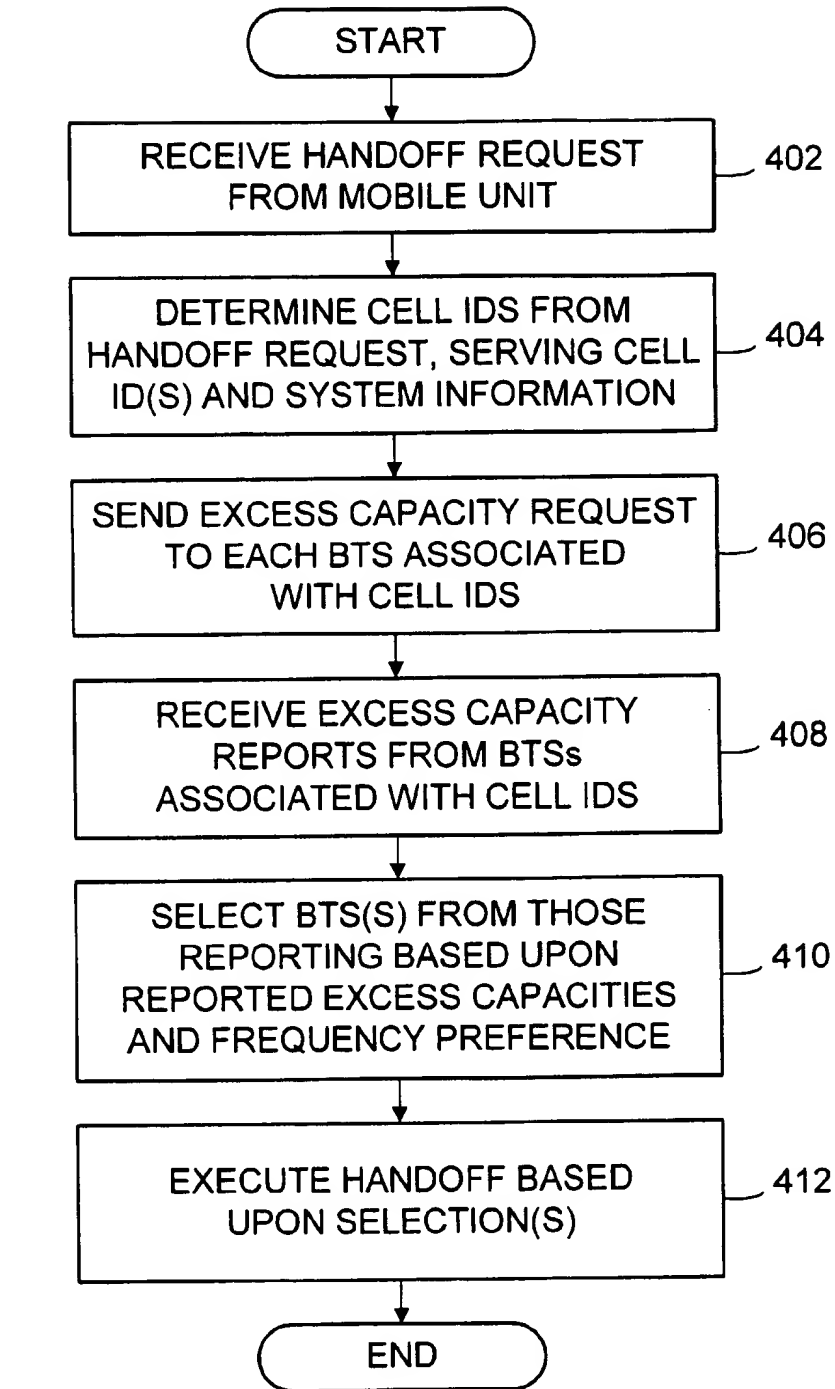 START
RECEIVE HANDOFF REQUEST
FROM MOBILE UNIT
402
DETERMINE CELL IDS FROM
HANDOFF REQUEST, SERVING CELL
ID(S) AND SYSTEM INFORMATION
404
SEND EXCESS CAPACITY REQUEST
TO EACH BTS ASSOCIATED
WITH CELL IDS
406
RECEIVE EXCESS CAPACITY
REPORTS FROM BTSs
ASSOCIATED WITH CELL IDS
408
SELECT BTS(S) FROM THOSE
REPORTING BASED UPON
REPORTED EXCESS CAPACITIES
AND FREQUENCY PREFERENCE
410
EXECUTE HANDOFF BASED
UPON SELECTION(S)
412
END